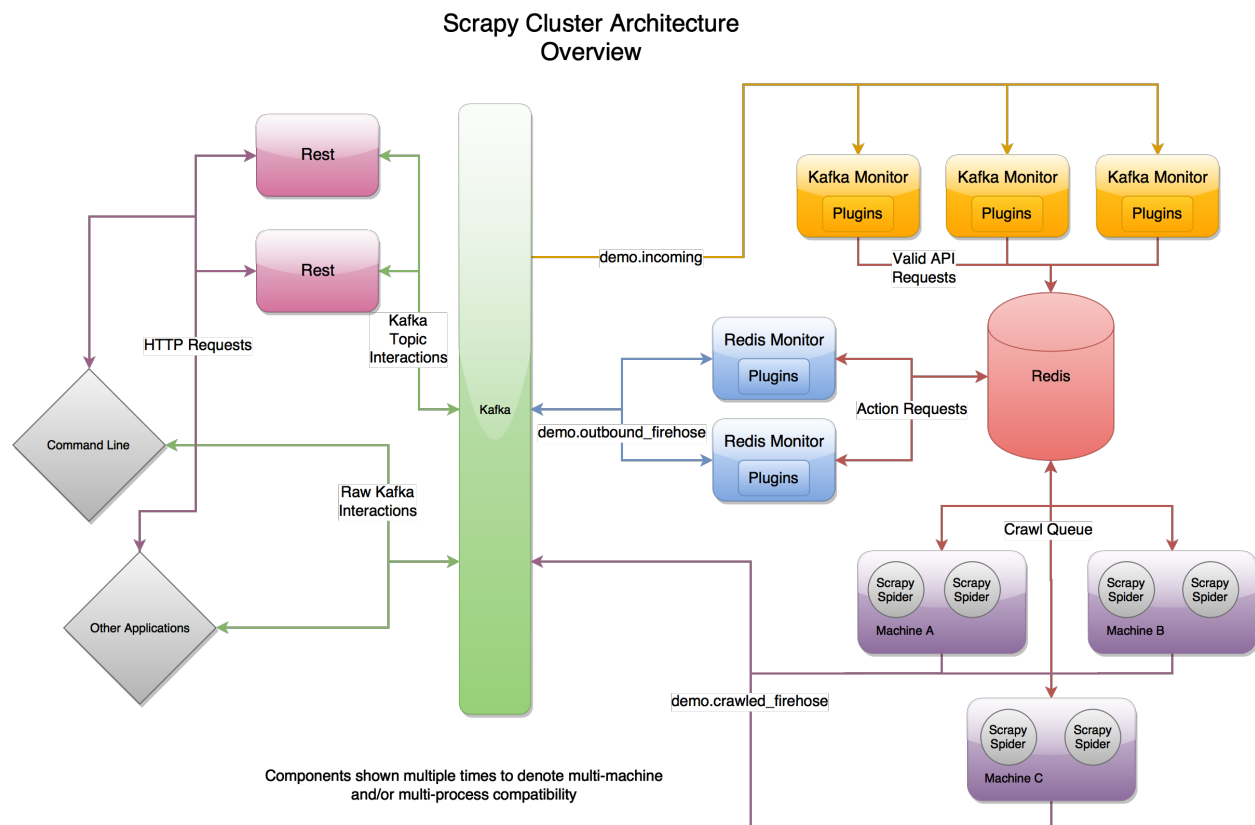 Scrapy Cluster Architecture
Overview
Rest
Rest
HTTP Requests
Kafka
Topic
Interactions
Command Line
Raw Kafka
Interactions
Other Applications
Kafka
demo.incoming
Kafka Monitor
Plugins
Kafka Monitor
Plugins
Kafka Monitor
Plugins
Valid API
Requests
Redis Monitor
Plugins
demo.outbound_firehose
Redis Monitor
Plugins
Action Requests
Redis
Crawl Queue
Scrapy
Spider
Scrapy
Spider
Machine A
Scrapy
Spider
Scrapy
Spider
Machine B
demo.crawled_firehose
Scrapy
Spider
Scrapy
Spider
Machine C
Components shown multiple times to denote multi-machine
and/or multi-process compatibility